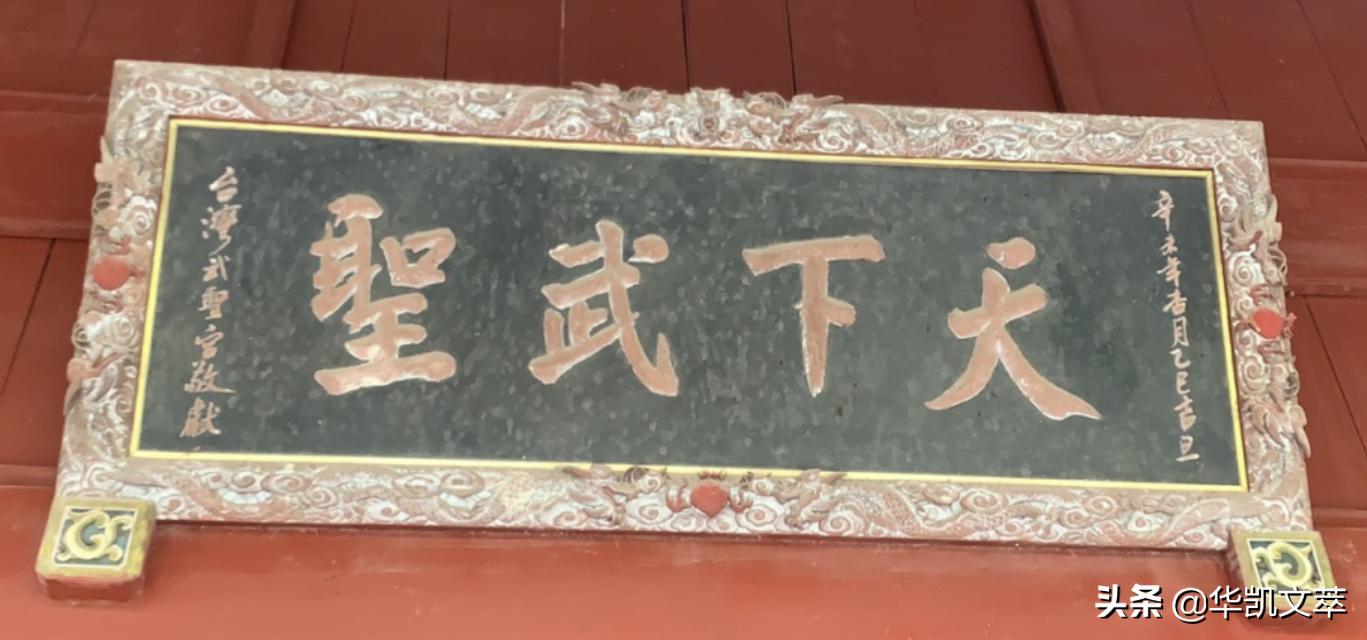 辛年杏月乙巳吉旦
天下武聖
台灣武聖宮敬獻
头条 @华凯文萃